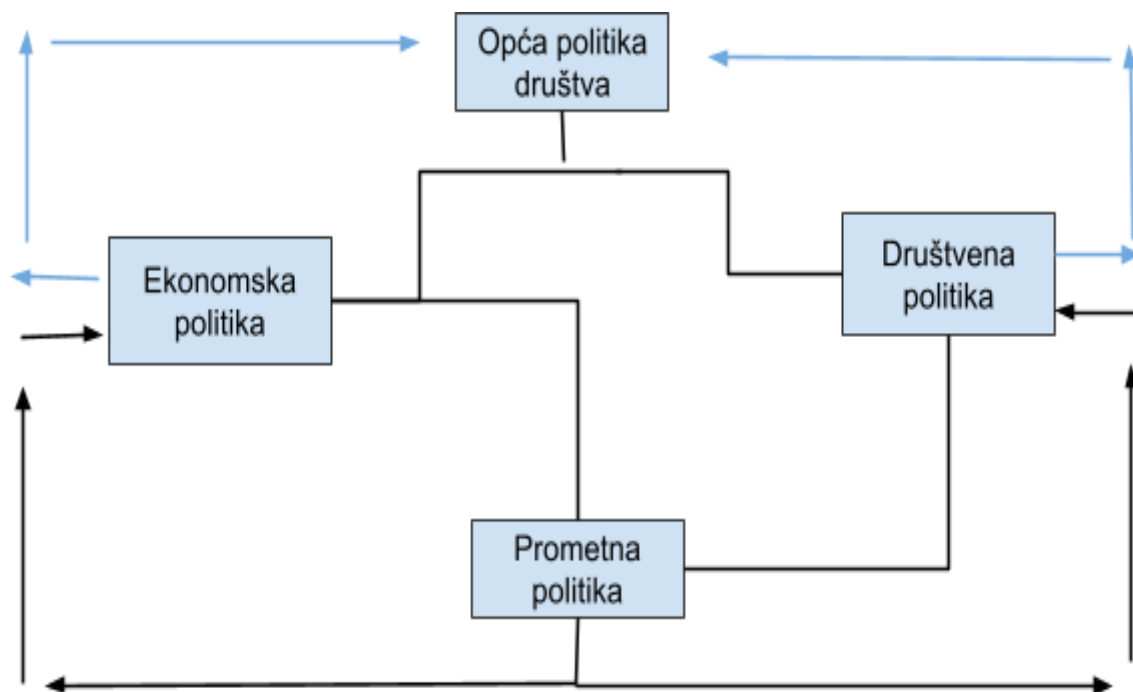 Opća politika
društva
Ekonomska
politika
Društvena
politika
Prometna
politika